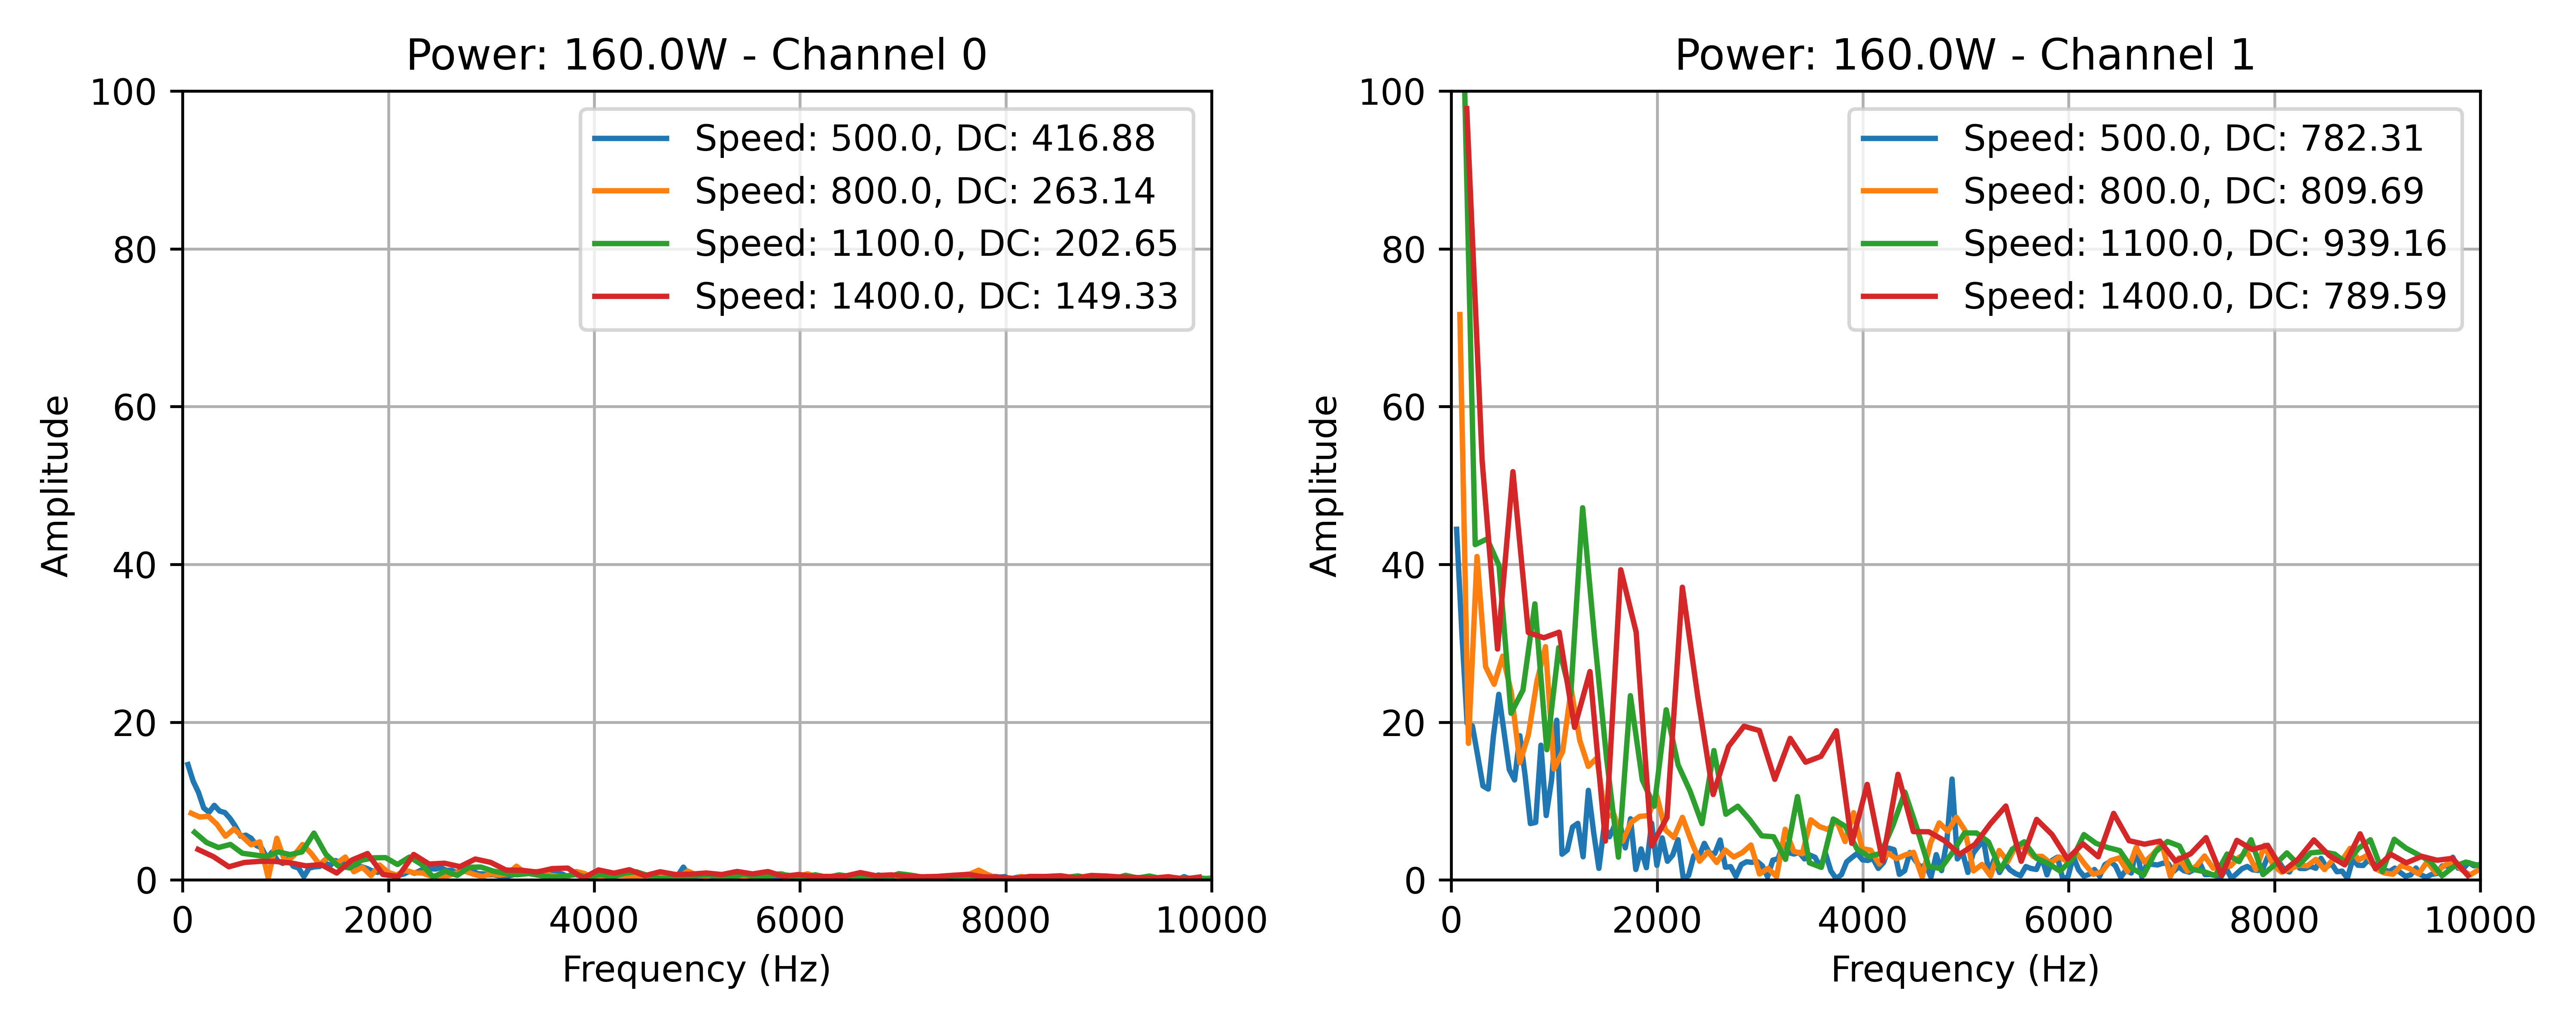 Power: 160.0W - Channel 0
100
80
60
40
20
0
Amplitude
Speed: 500.0, DC: 416.88
Speed: 800.0, DC: 263.14
Speed: 1100.0, DC: 202.65
Speed: 1400.0, DC: 149.33
0 2000 4000 6000 8000 10000
Frequency (Hz)
Power: 160.0W - Channel 1
100
80
60
40
20
0
Amplitude
Speed: 500.0, DC: 782.31
Speed: 800.0, DC: 809.69
Speed: 1100.0, DC: 939.16
Speed: 1400.0, DC: 789.59
0 2000 4000 6000 8000 10000
Frequency (Hz)